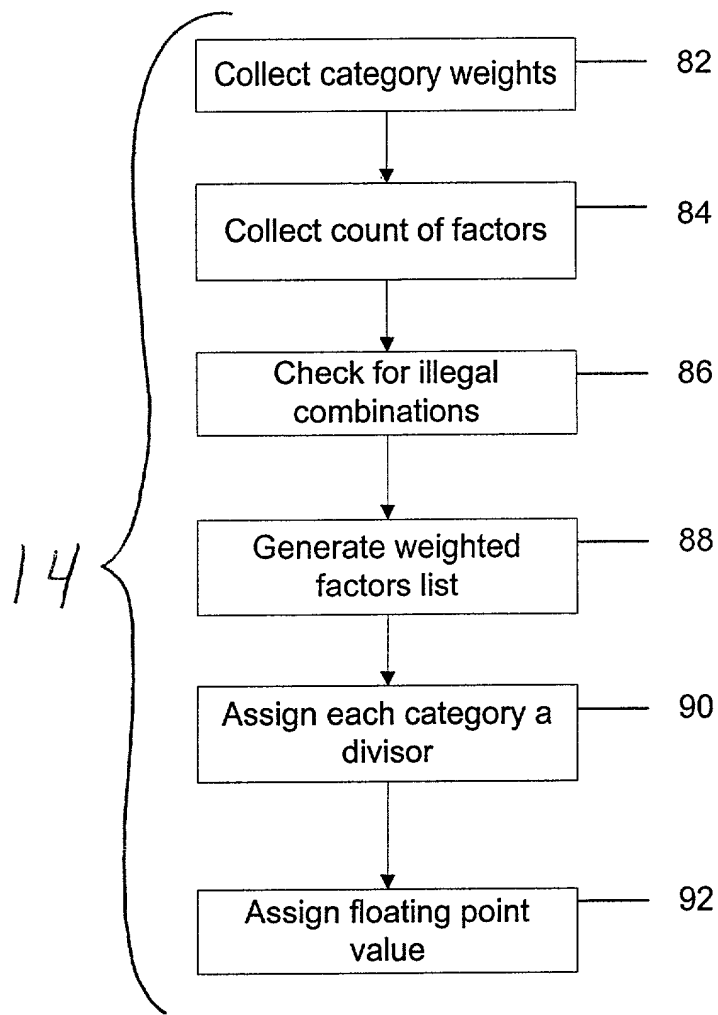 Collect category weights
82
Collect count of factors
84
Check for illegal
combinations
86
14
Generate weighted
factors list
88
Assign each category a
divisor
90
Assign floating point
value
92